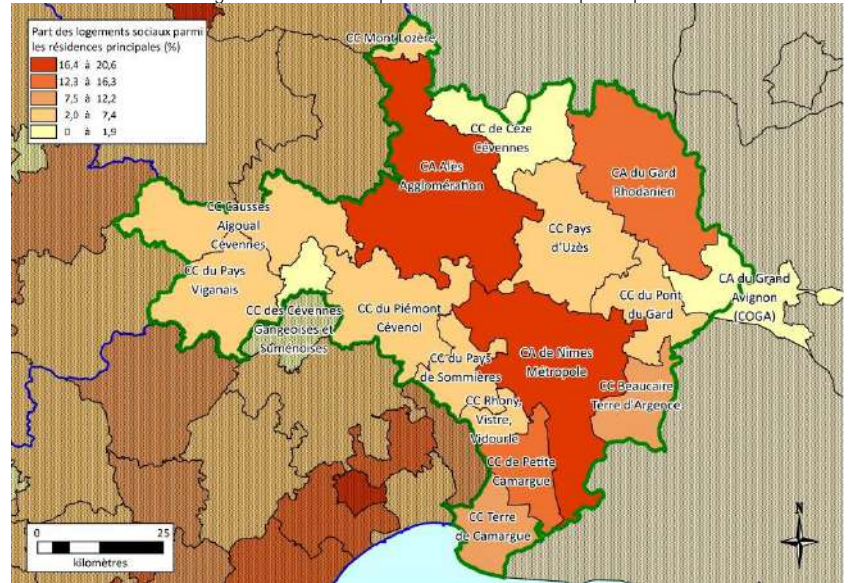 Part des logements sociaux parmi
les résidences principales (%)
16,4 à 20,6
12,3 à 16,3
7,5 à 12,2
2,0 à 7,4
0 à 1,9
CC Mont Lozère
CC de Cèze
Cévennes
CA Alès
Agglomération
CA du Gard
Rhodanien
CC Causses
Aigoual
Cévennes
CC Pays
d'Uzès
CC du Pays
Viganais
CA du Grand
Avignon
(COGA)
CC des Cévennes
Gangeoises et
Suménoises
CC du Piémont
Cévenol
CC du Pont
du Gard
CC du Pays
de Sommières
CA de Nîmes
Métropole
CC Beaucaire
Terre d'Argence
CC Rhony,
Vistre,
Vidourle
CC de Petite
Camargue
CC Terre
de Camargue
0 25
kilomètres
N